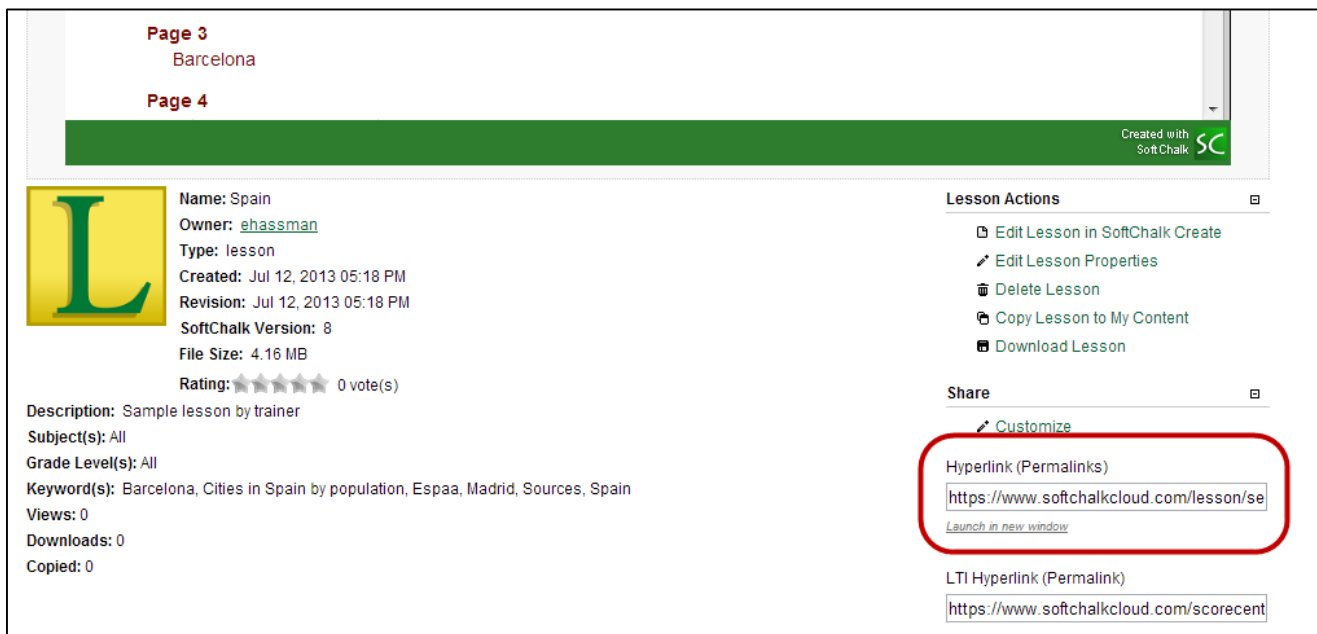 Page 3
Barcelona
Page 4
Created with
SoftChalk SC
L
Name: Spain
Owner: ehassman
Type: lesson
Created: Jul 12, 2013 05:18 PM
Revision: Jul 12, 2013 05:18 PM
SoftChalk Version: 8
File Size: 4.16 MB
Rating: 0 vote(s)
Description: Sample lesson by trainer
Subject(s): All
Grade Level(s): All
Keyword(s): Barcelona, Cities in Spain by population, Espaa, Madrid, Sources, Spain
Views: 0
Downloads: 0
Copied: 0
Lesson Actions
Edit Lesson in SoftChalk Create
Edit Lesson Properties
Delete Lesson
Copy Lesson to My Content
Download Lesson
Share
Customize
Hyperlink (Permalinks)
https://www.softchalkcloud.com/lesson/se
Launch in new window
LTI Hyperlink (Permalink)
https://www.softchalkcloud.com/scorecent